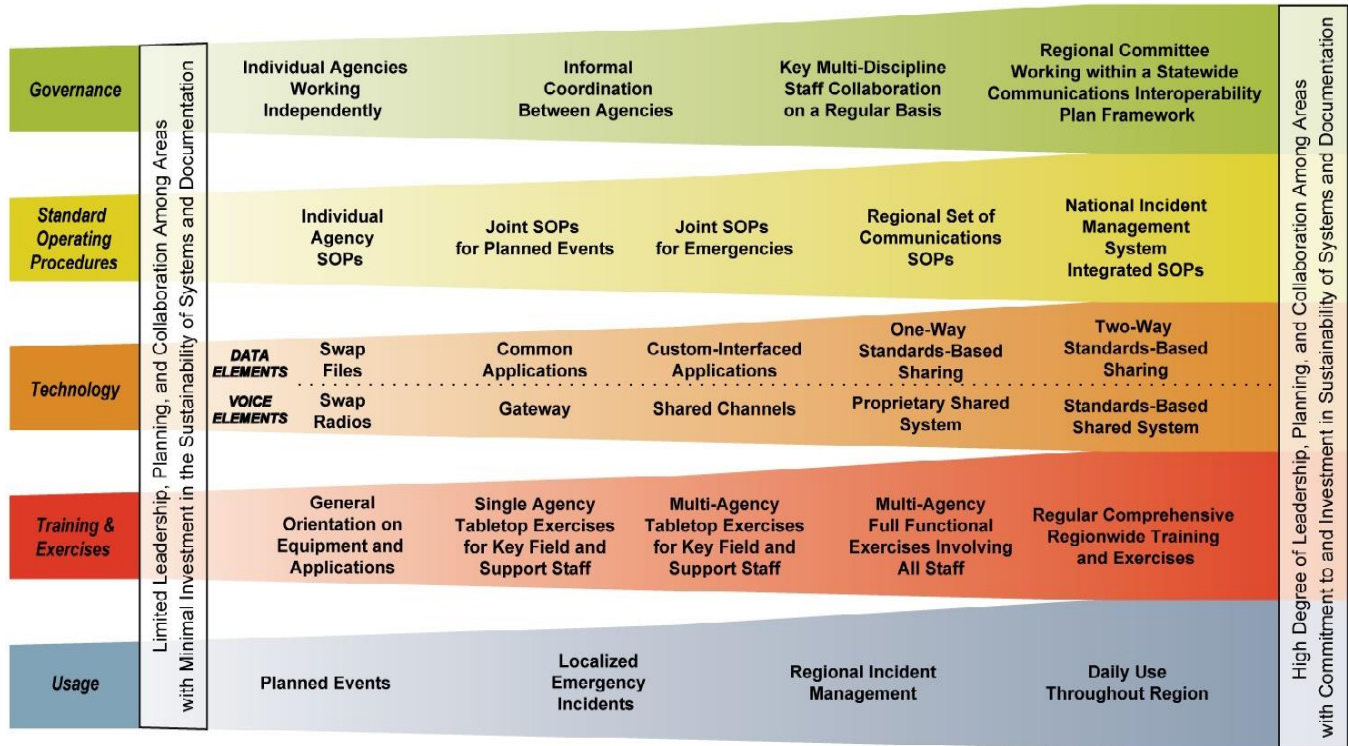 Limited Leadership, Planning, and Collaboration Among Areas
with Minimal Investment in the Sustainability of Systems and Documentation
Governance
Individual Agencies
Working
Independently
Informal
Coordination
Between Agencies
Key Multi-Discipline
Staff Collaboration
on a Regular Basis
Regional Committee
Working within a Statewide
Communications Interoperability
Plan Framework
Standard
Operating
Procedures
Individual
Agency
SOPs
Joint SOPs
for Planned Events
Joint SOPs
for Emergencies
Regional Set of
Communications
SOPs
National Incident
Management
System
Integrated SOPs
Technology
DATA
ELEMENTS
Swap
Files
Common
Applications
Custom-Interfaced
Applications
One-Way
Standards-Based
Sharing
Two-Way
Standards-Based
Sharing
VOICE
ELEMENTS
Swap
Radios
Gateway
Shared Channels
Proprietary Shared
System
Standards-Based
Shared System
Training &
Exercises
General
Orientation on
Equipment and
Applications
Single Agency
Tabletop Exercises
for Key Field and
Support Staff
Multi-Agency
Tabletop Exercises
for Key Field and
Support Staff
Multi-Agency
Full Functional
Exercises Involving
All Staff
Regular Comprehensive
Regionwide Training
and Exercises
Usage
Planned Events
Localized
Emergency
Incidents
Regional Incident
Management
Daily Use
Throughout Region
High Degree of Leadership, Planning, and Collaboration Among Areas
with Commitment to and Investment in Sustainability of Systems and Documentation